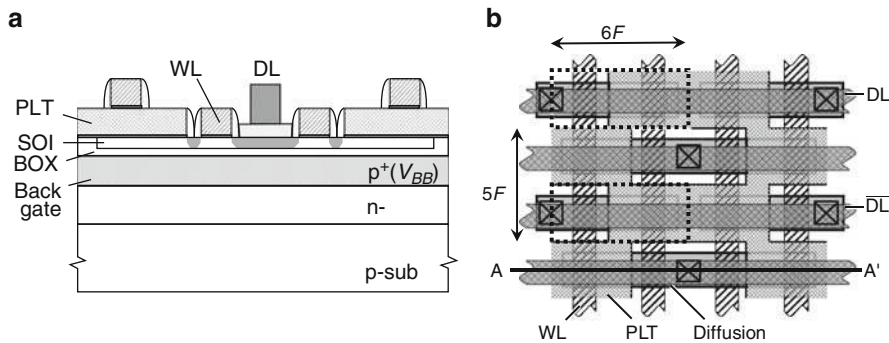 a
WL
DL
PLT
SOI
BOX
Back
gate
p+(VBB)
n-
p-sub
b
6F
DL
5F
DL
A
A'
WL
PLT
Diffusion